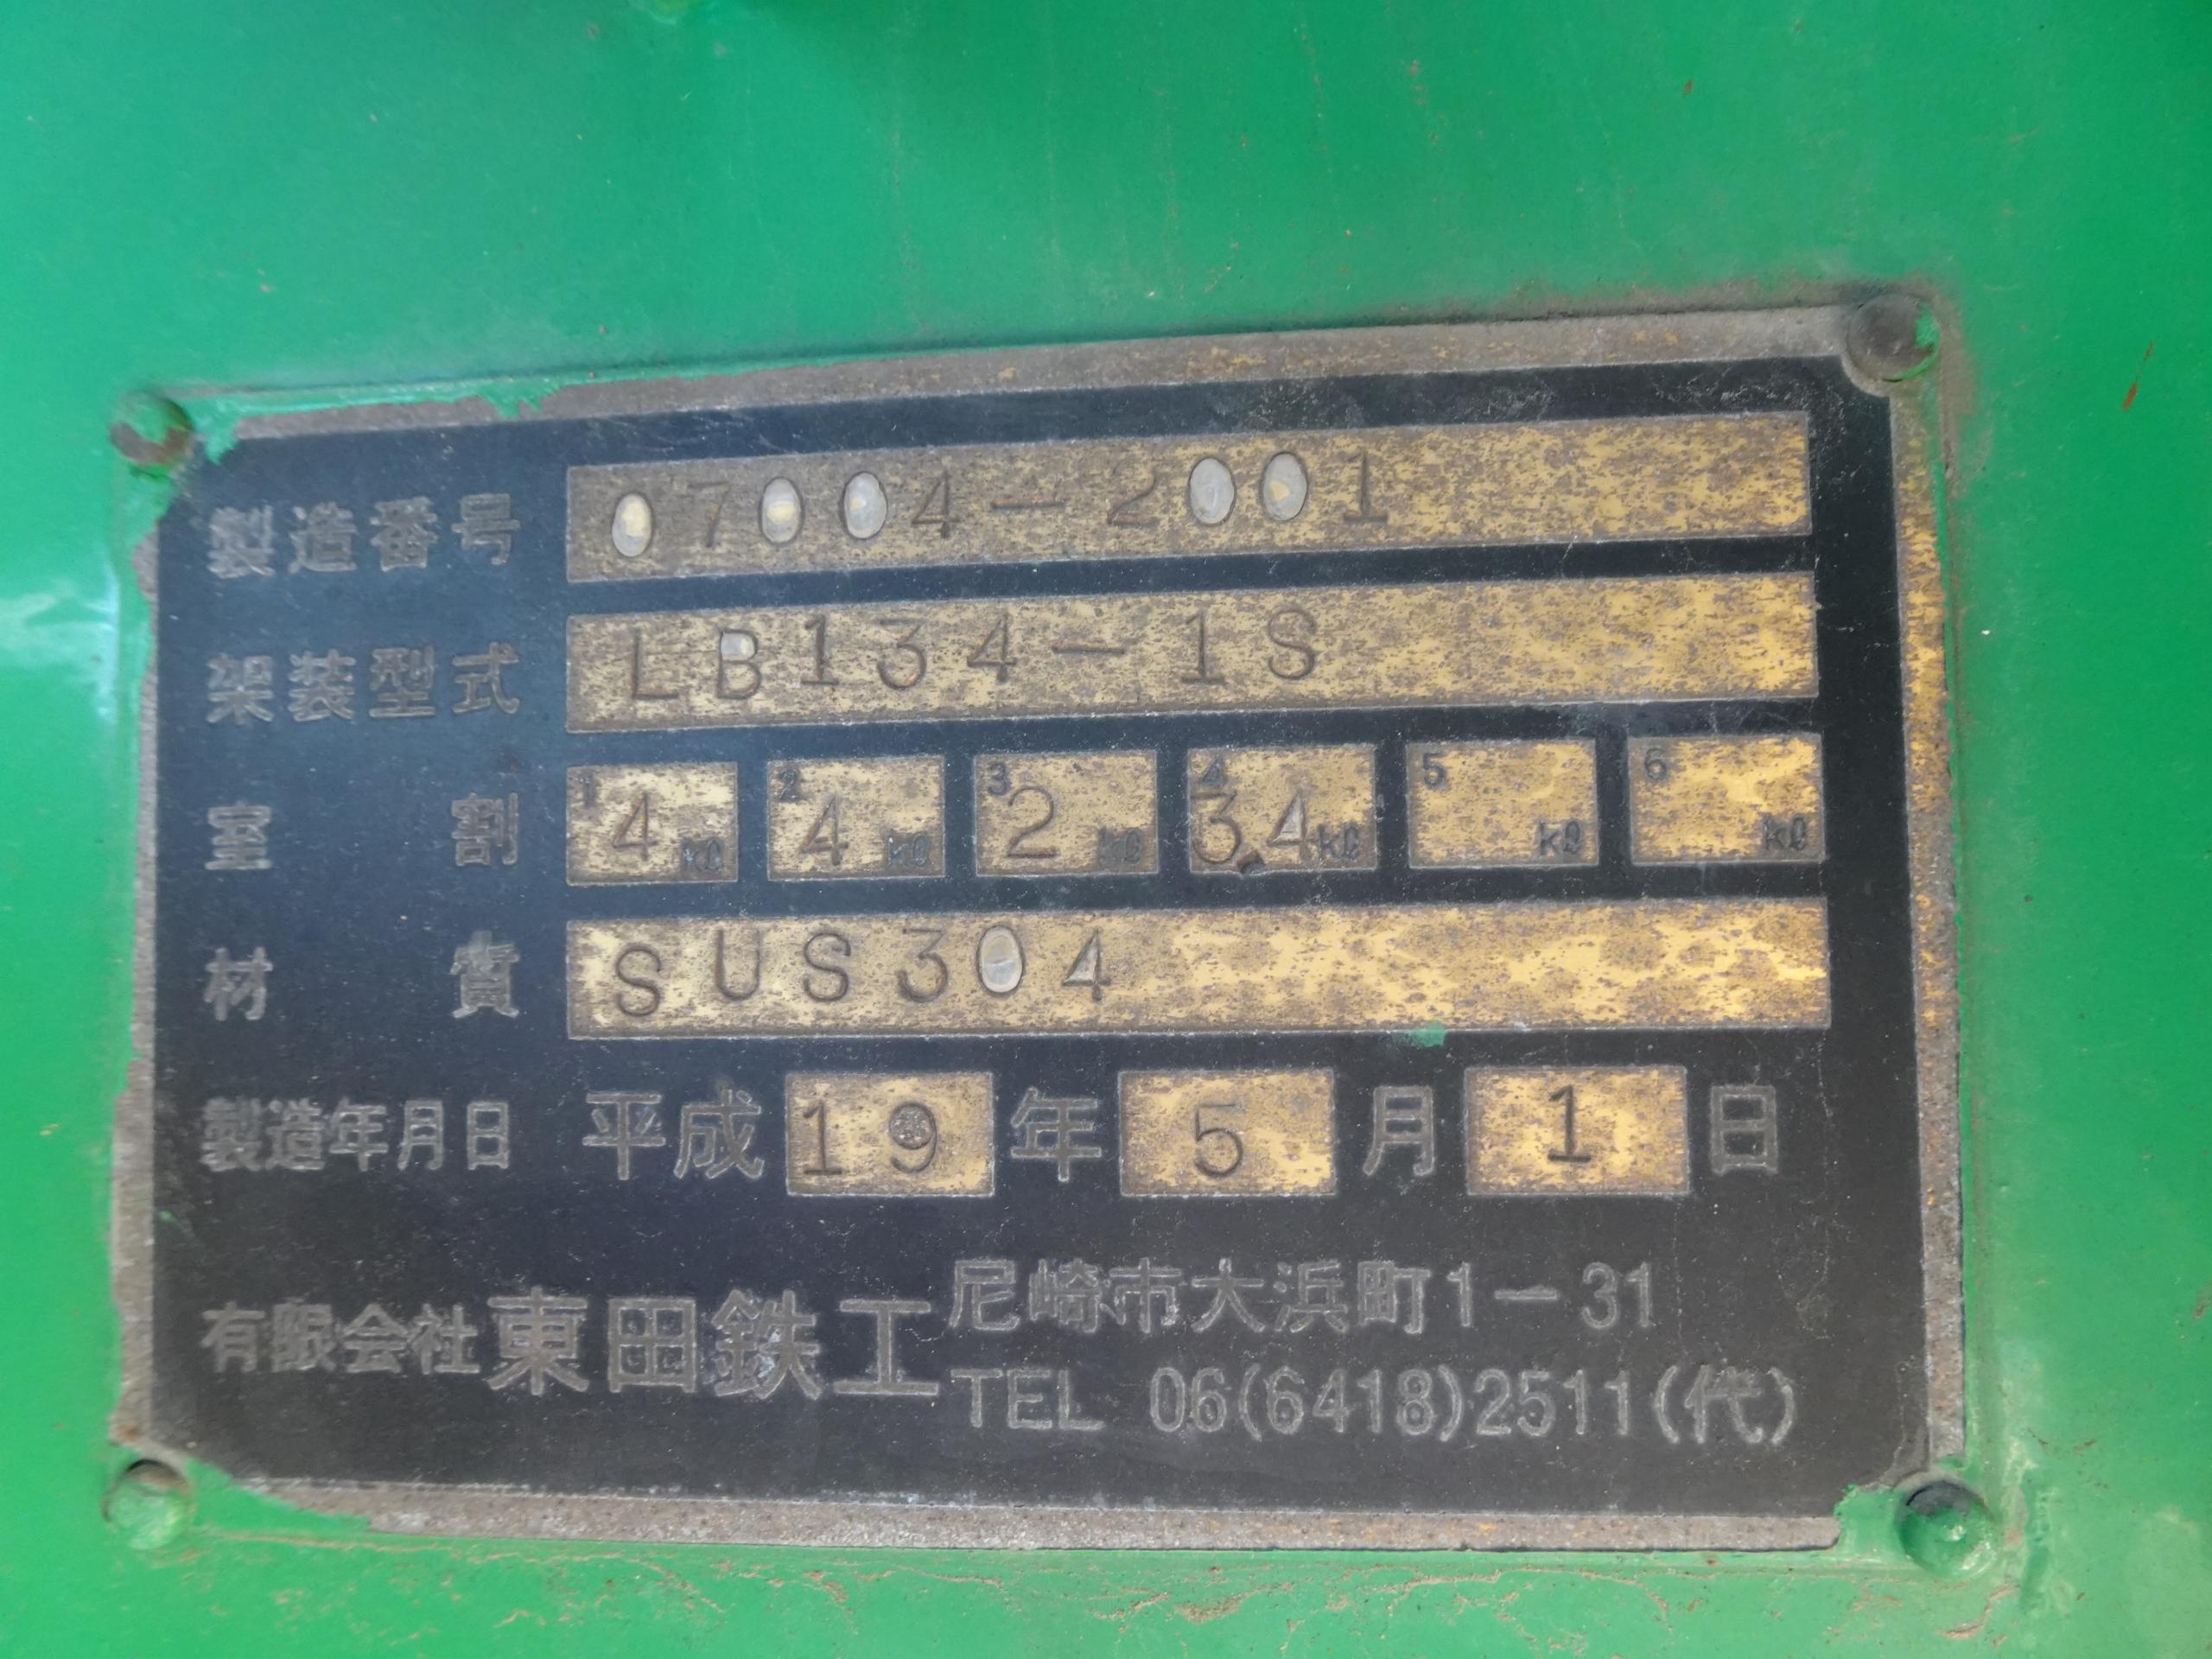 製造番号 07004-2001
架装型式 LB134-1S
室割 1 4 kℓ 2 4 kℓ 3 2 kℓ 4 3.4 kℓ 5 kℓ 6 kℓ
材質 SUS304
製造年月日 平成 19 年 5 月 1 日
有限会社 東田鉄工 尼崎市大浜町1-31
TEL 06(6418)2511(代)